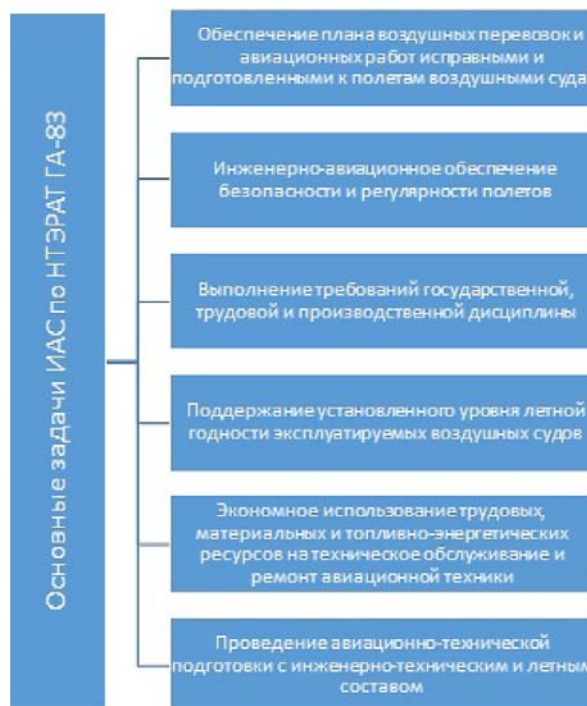 Основные задачи ИАС по НТЭРАТ ГА-83
Обеспечение плана воздушных перевозок и
авиационных работ исправными и
подготовленными к полетам воздушными суда
Инженерно-авиационное обеспечение
безопасности и регулярности полетов
Выполнение требований государственной,
трудовой и производственной дисциплины
Поддержание установленного уровня летной
годности эксплуатируемых воздушных судов
Экономное использование трудовых,
материальных и топливно-энергетических
ресурсов на техническое обслуживание и
ремонт авиационной техники
Проведение авиационно-технической
подготовки с инженерно-техническим и летным
составом